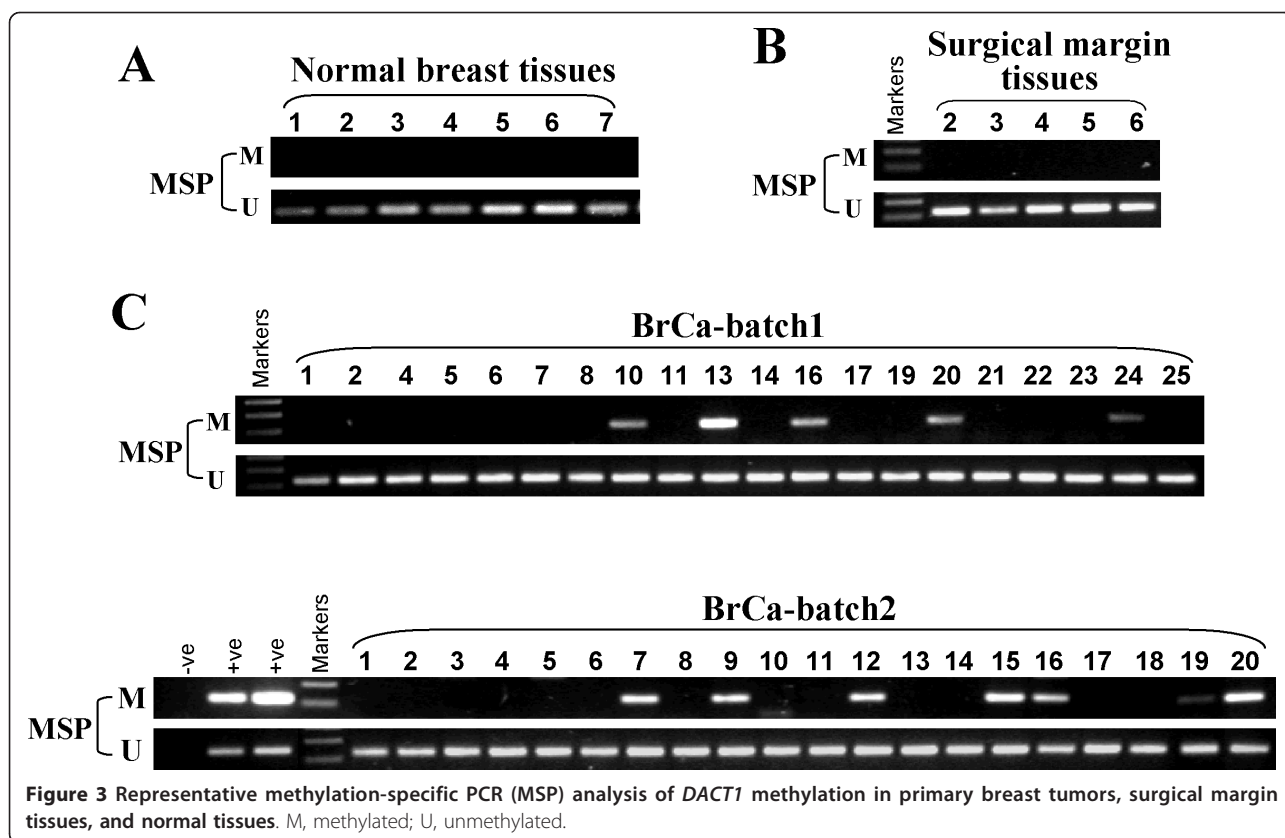 A
Normal breast tissues
1 2 3 4 5 6 7
MSP
M
U
B
Surgical margin
tissues
Markers
2 3 4 5 6
MSP
M
U
C
BrCa-batch1
Markers
1 2 4 5 6 7 8 10 11 13 14 16 17 19 20 21 22 23 24 25
MSP
M
U
BrCa-batch2
-ve +ve +ve Markers
1 2 3 4 5 6 7 8 9 10 11 12 13 14 15 16 17 18 19 20
MSP
M
U
Figure 3 Representative methylation-specific PCR (MSP) analysis of DACT1 methylation in primary breast tumors, surgical margin
tissues, and normal tissues. M, methylated; U, unmethylated.